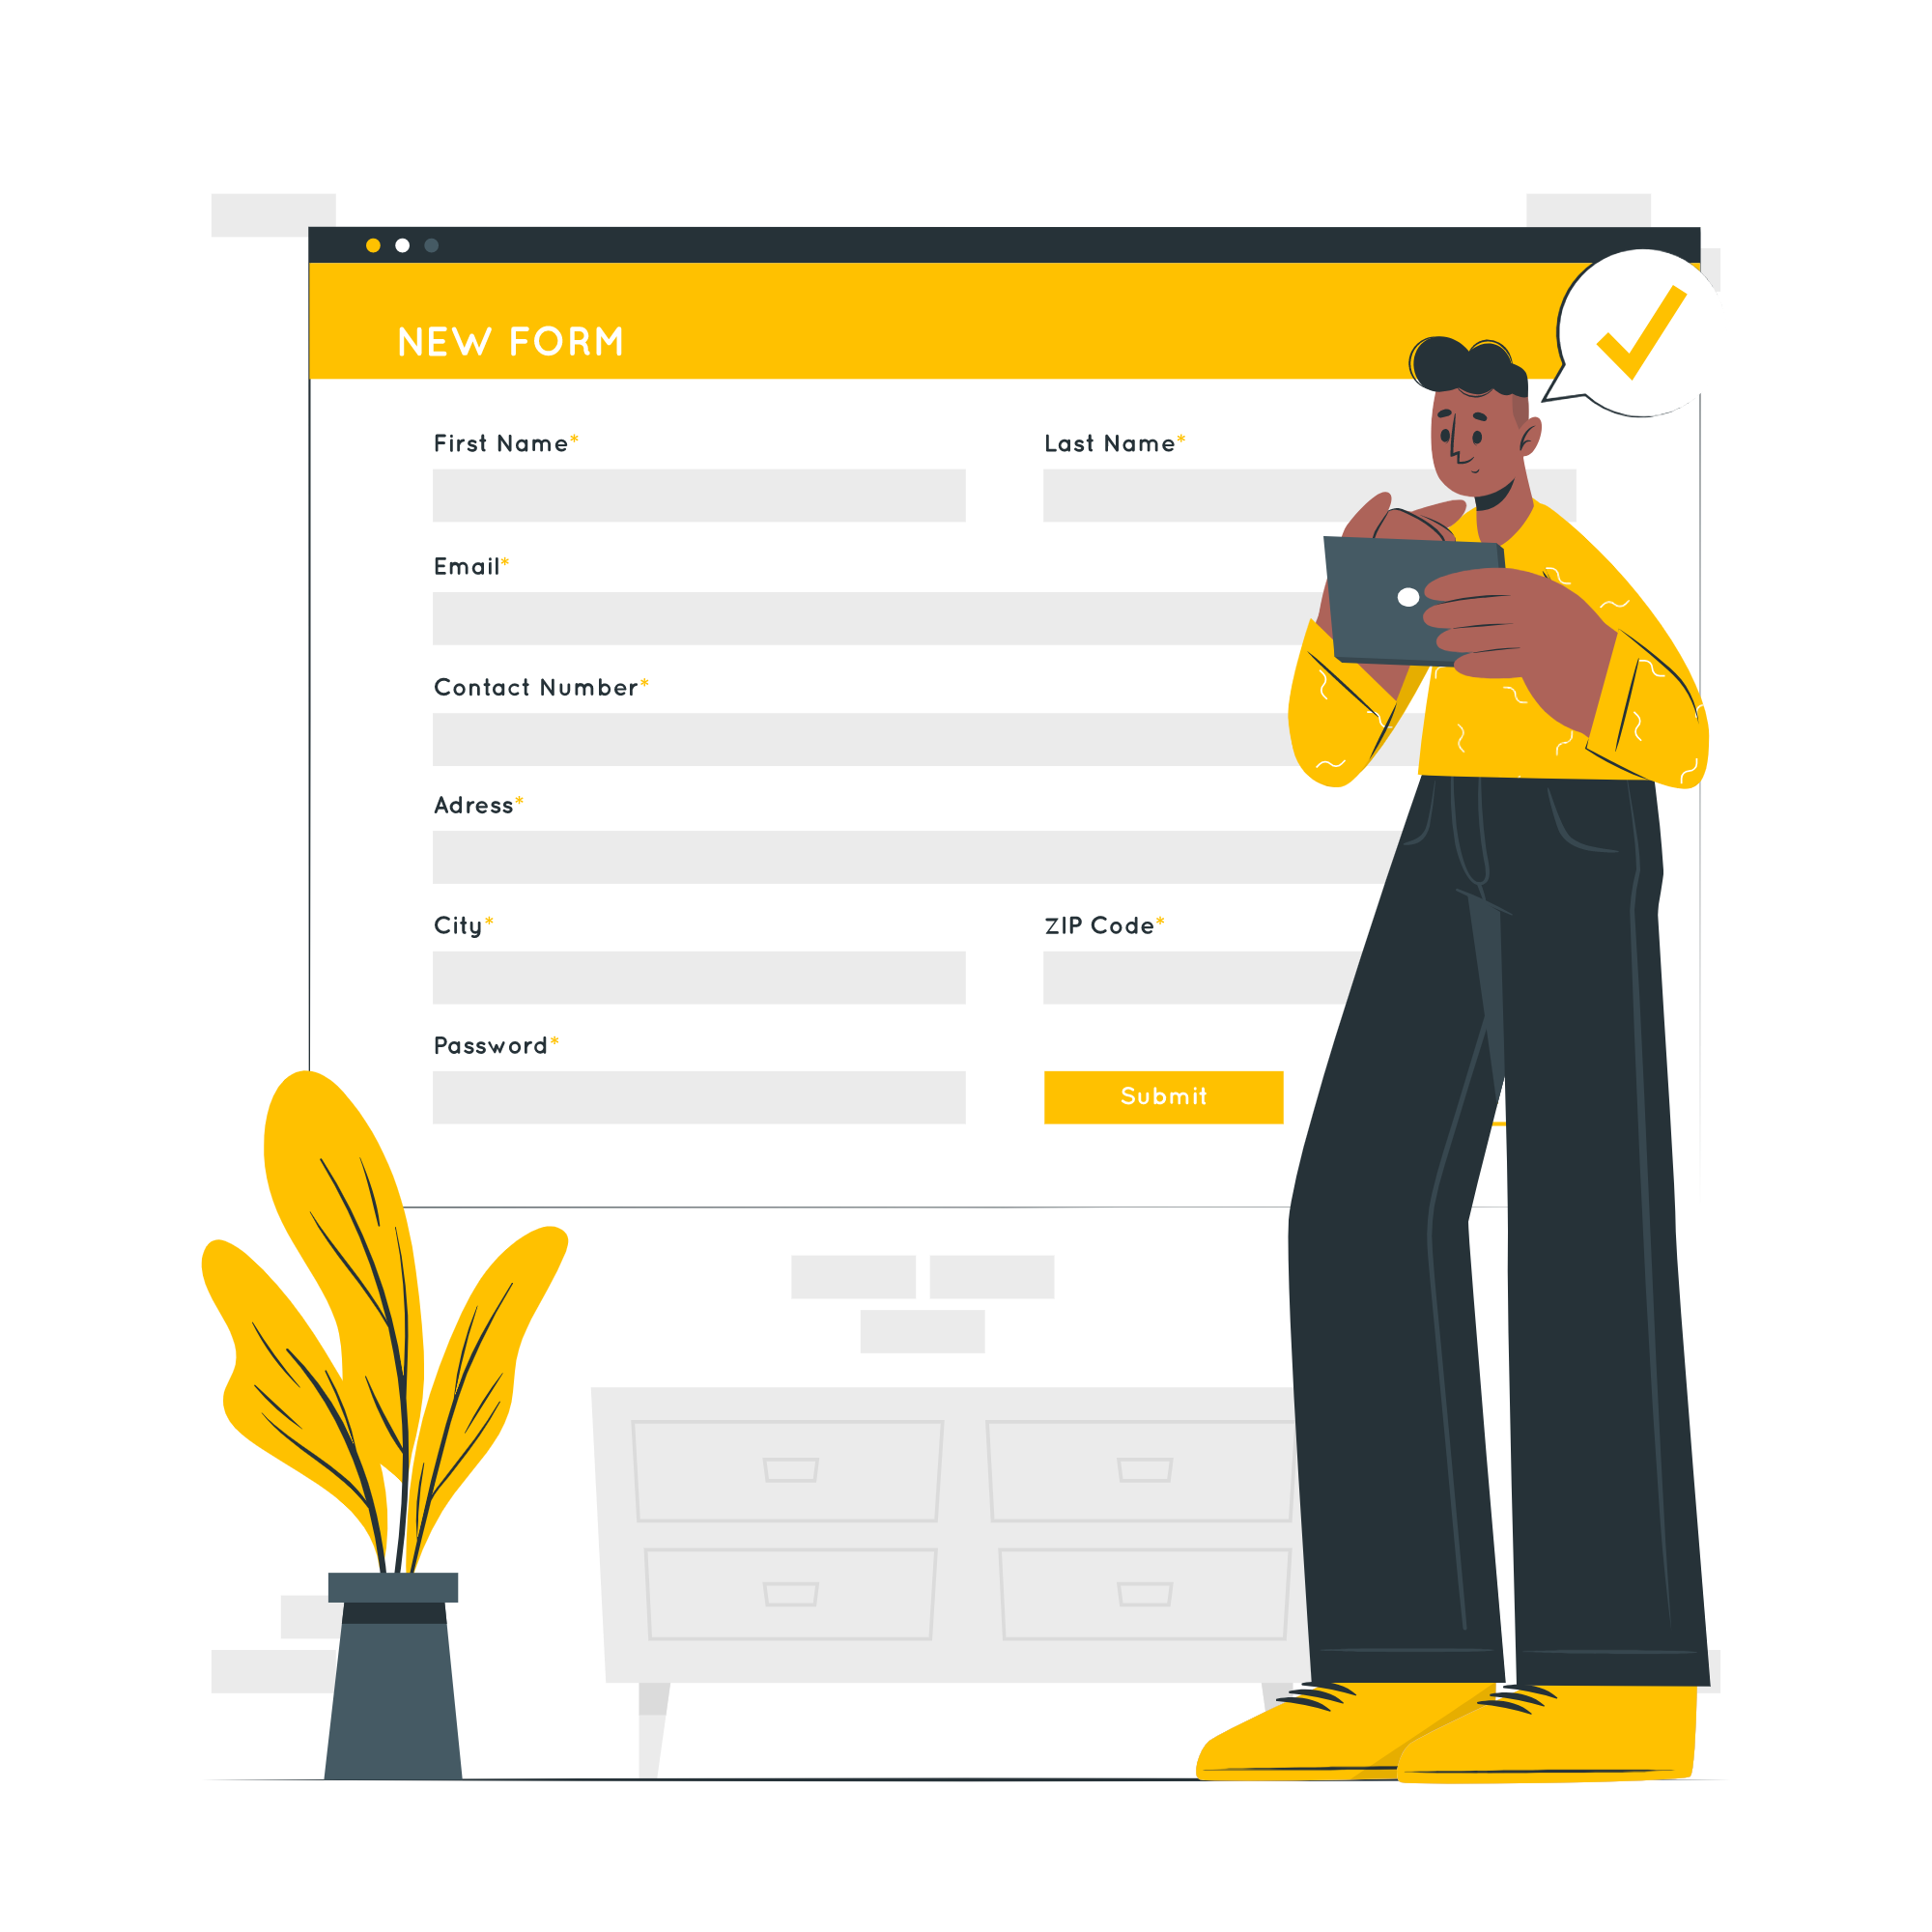 NEW FORM
First Name* Last Name*
Email*
Contact Number*
Adress*
City* ZIP Code*
Password*
Submit